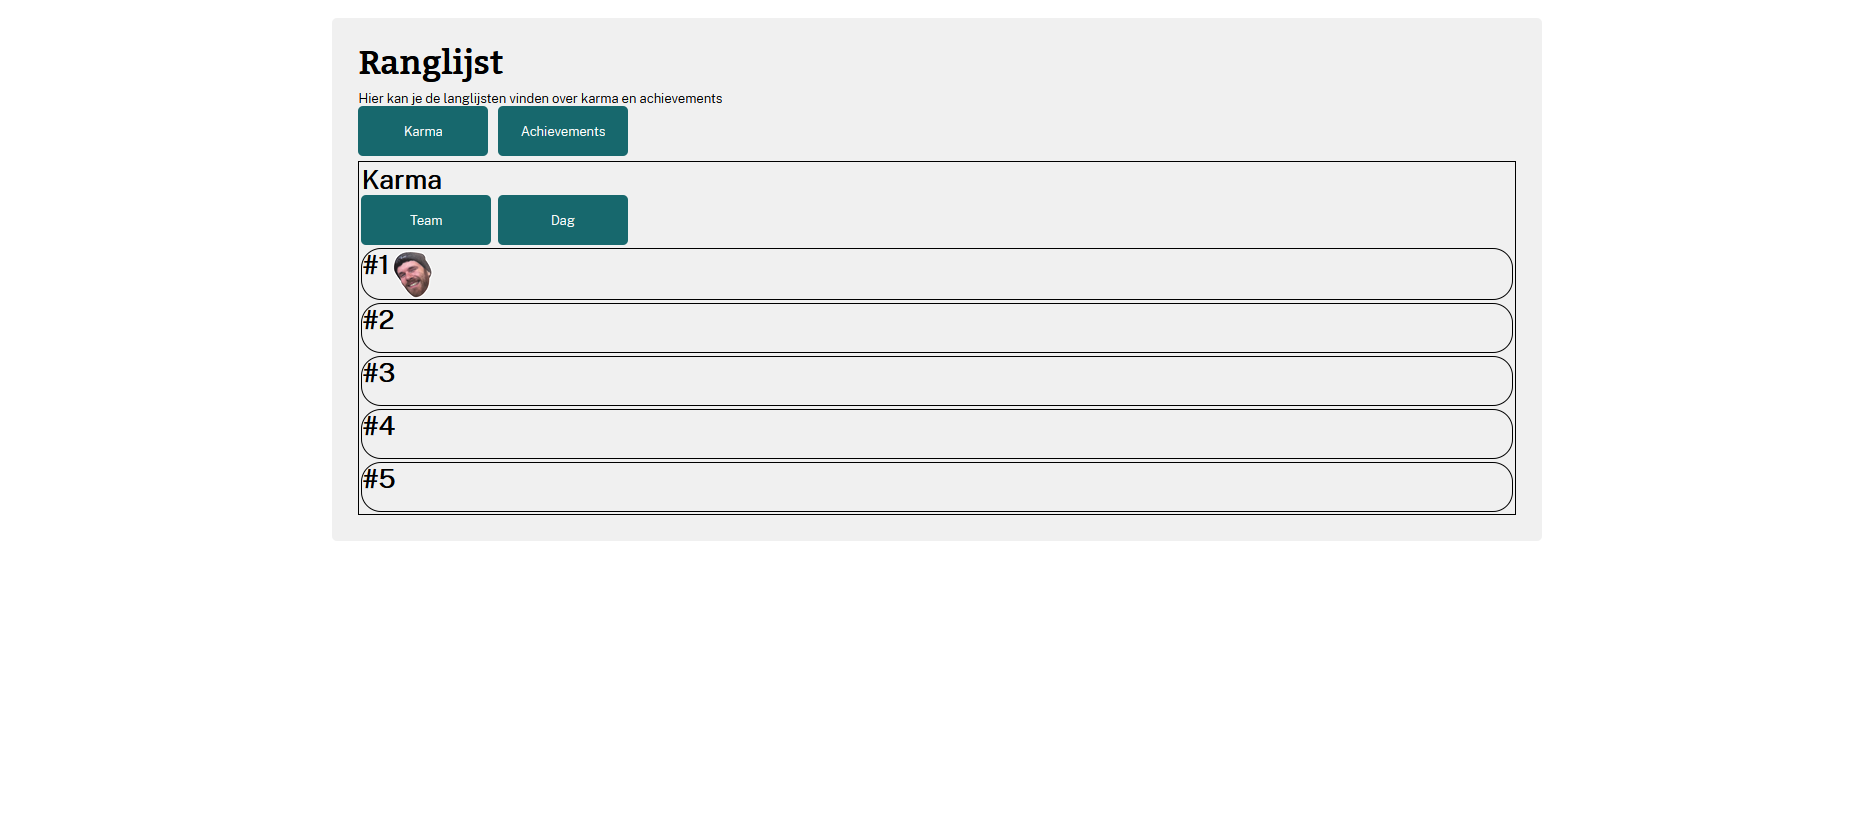 Ranglijst
Hier kan je de langlijsten vinden over karma en achievements
Karma Achievements
Karma
Team Dag
#1
#2
#3
#4
#5